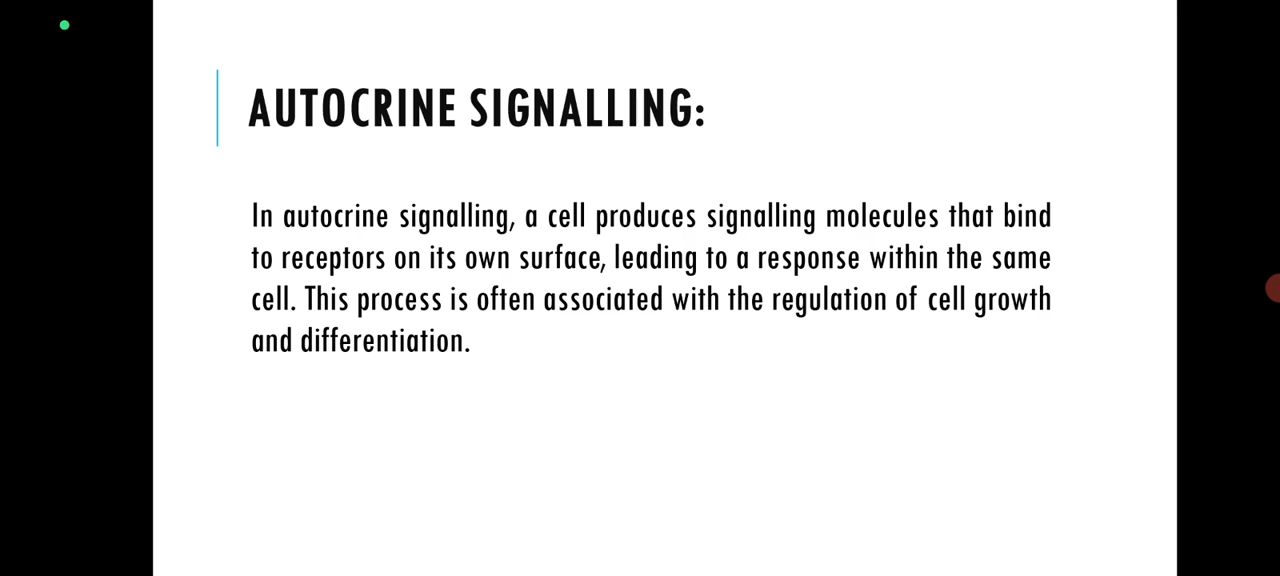 AUTOCRINE SIGNALLING:
In autocrine signalling, a cell produces signalling molecules that bind
to receptors on its own surface, leading to a response within the same
cell. This process is often associated with the regulation of cell growth
and differentiation.